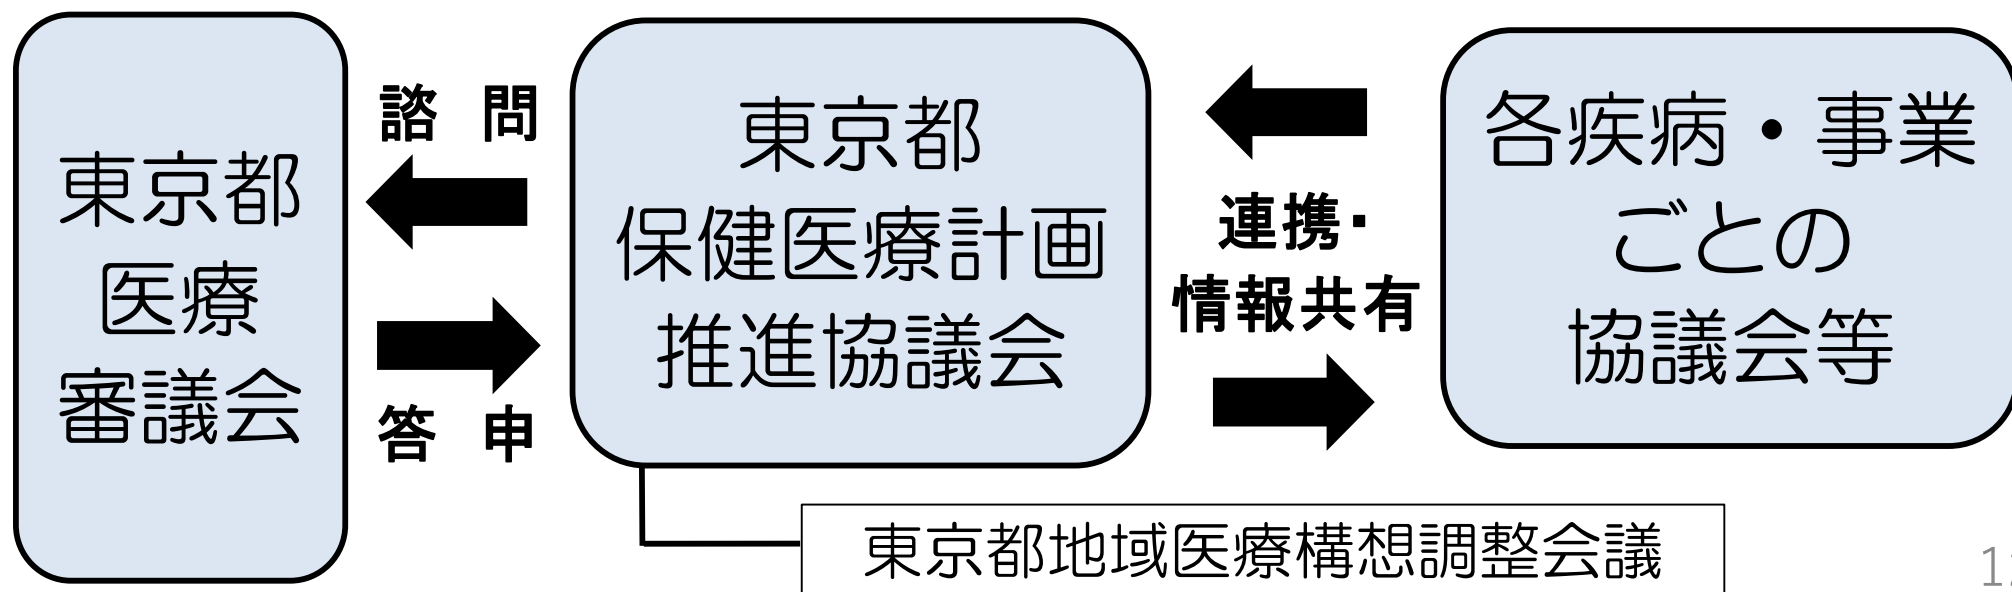 東京都
医療
審議会
諮 問
答 申
東京都
保健医療計画
推進協議会
連携・
情報共有
各疾病・事業
ごとの
協議会等
東京都地域医療構想調整会議